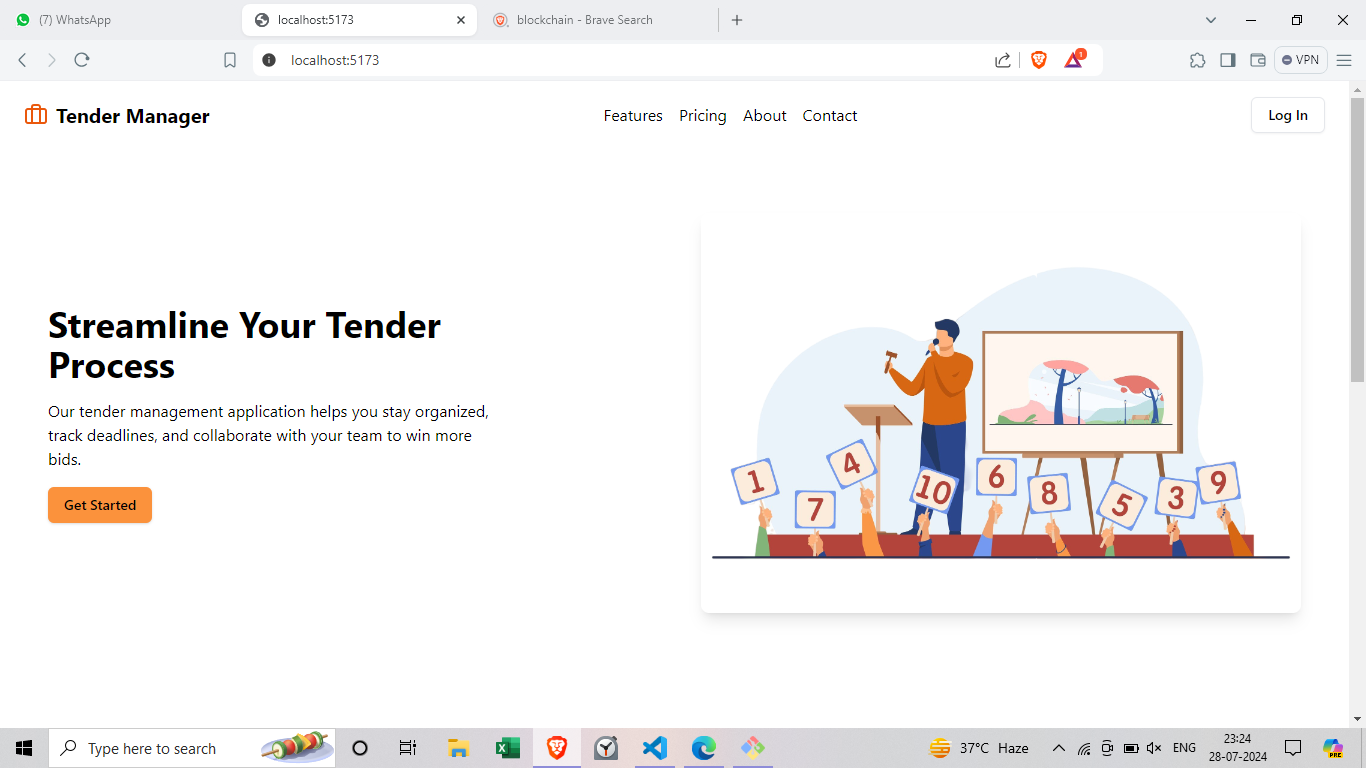 (7) WhatsApp
localhost:5173
blockchain - Brave Search
localhost:5173
1
VPN
Tender Manager
Features
Pricing
About
Contact
Log In
Streamline Your Tender
Process
Our tender management application helps you stay organized,
track deadlines, and collaborate with your team to win more
bids.
Get Started
1
7
4
10
6
8
5
3
9
Type here to search
37°C Haze
ENG
23:24
28-07-2024
PRE